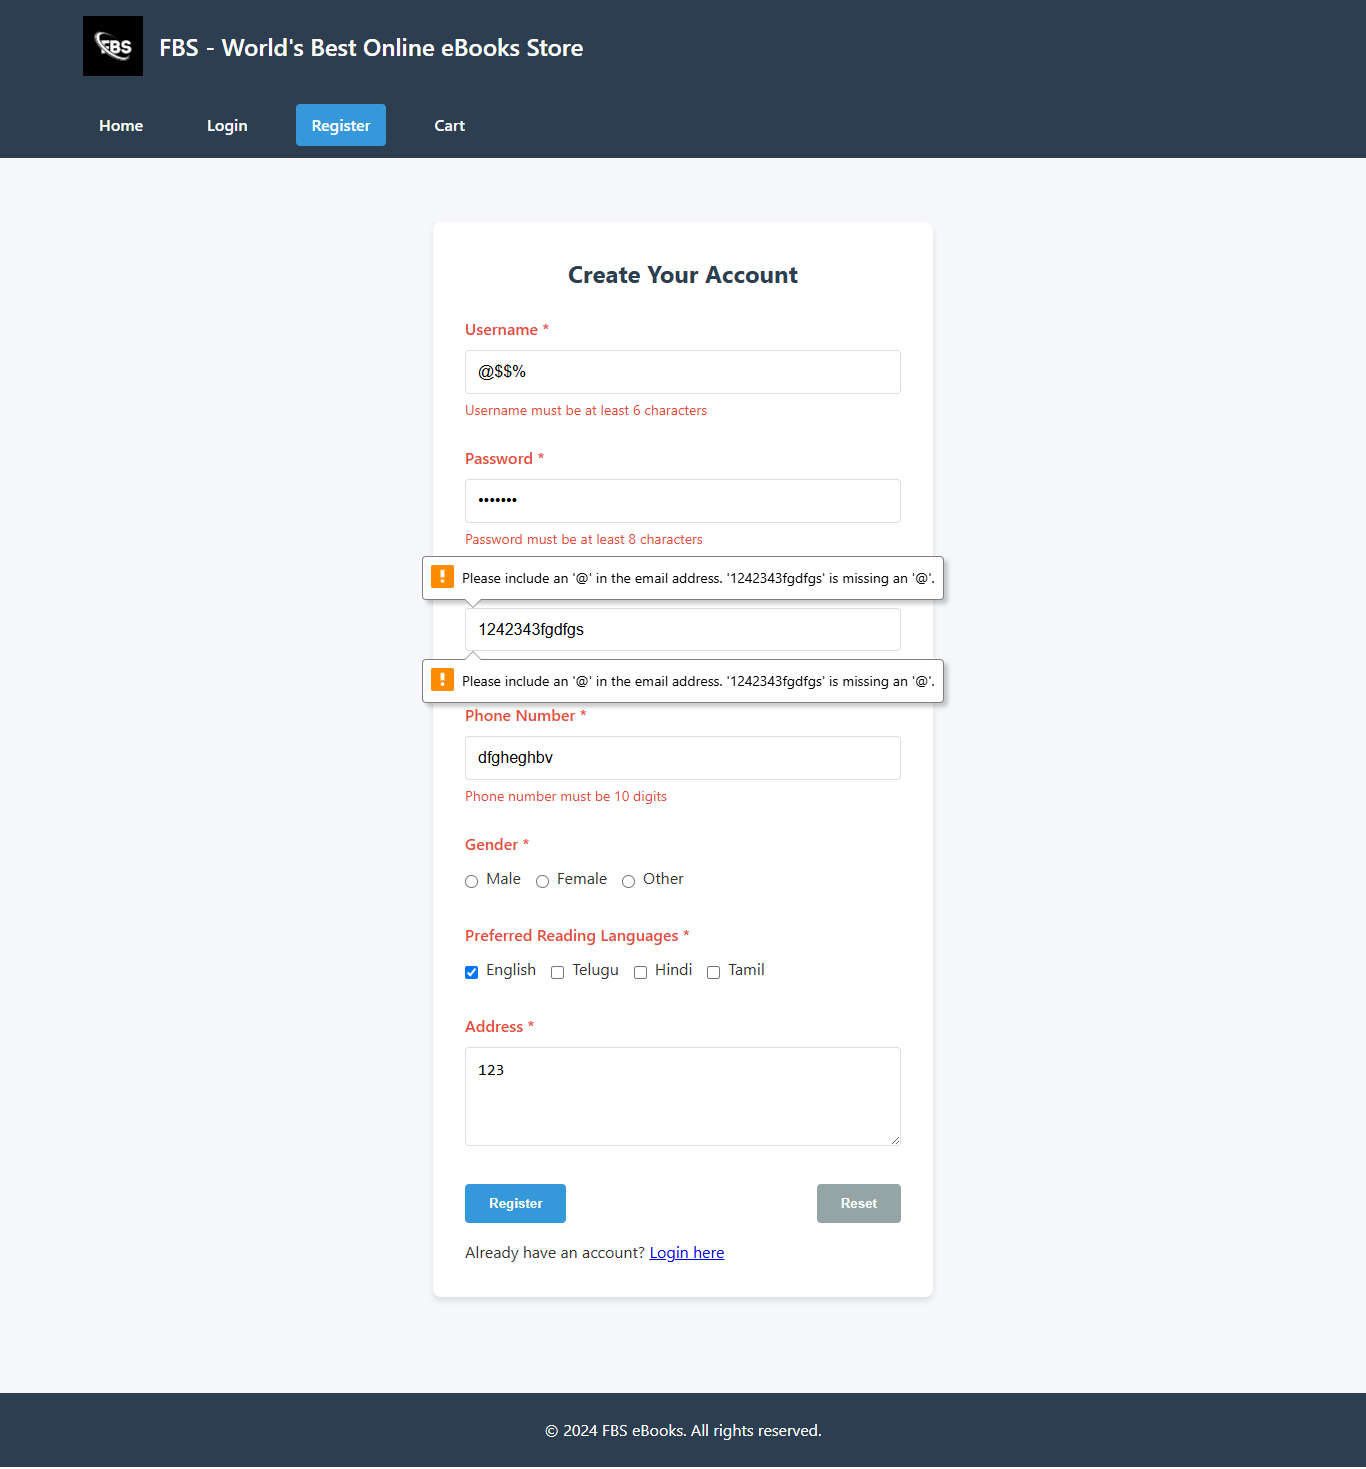 FBS
FBS - World's Best Online eBooks Store
Home Login Register Cart
Create Your Account
Username *
@$$%
Username must be at least 6 characters
Password *
•••••••
Password must be at least 8 characters
Please include an '@' in the email address. '1242343fgdfgs' is missing an '@'.
1242343fgdfgs
Please include an '@' in the email address. '1242343fgdfgs' is missing an '@'.
Phone Number *
dfgheghbv
Phone number must be 10 digits
Gender *
Male Female Other
Preferred Reading Languages *
English Telugu Hindi Tamil
Address *
123
Register Reset
Already have an account? Login here
© 2024 FBS eBooks. All rights reserved.